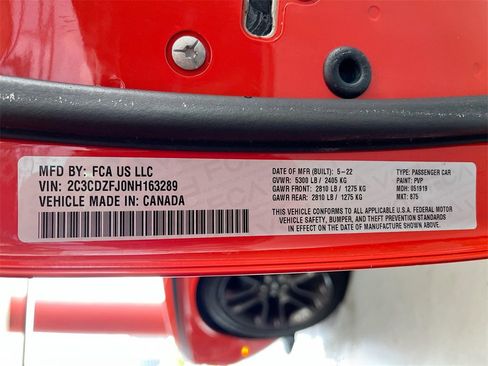 MFD BY: FCA US LLC
VIN: 2C3CDZFJ0NH163289
VEHICLE MADE IN: CANADA
DATE OF MFR (BUILT): 5-22
GVWR: 5300 LB / 2405 KG
GAWR FRONT: 2810 LB / 1275 KG
GAWR REAR: 2810 LB / 1275 KG
TYPE: PASSENGER CAR
PAINT: PVP
MDH: 051919
MKT: 875
THIS VEHICLE CONFORMS TO ALL APPLICABLE U.S.A. FEDERAL MOTOR
VEHICLE SAFETY, BUMPER, AND THEFT PREVENTION STANDARDS
IN EFFECT ON THE DATE OF MANUFACTURE SHOWN ABOVE.